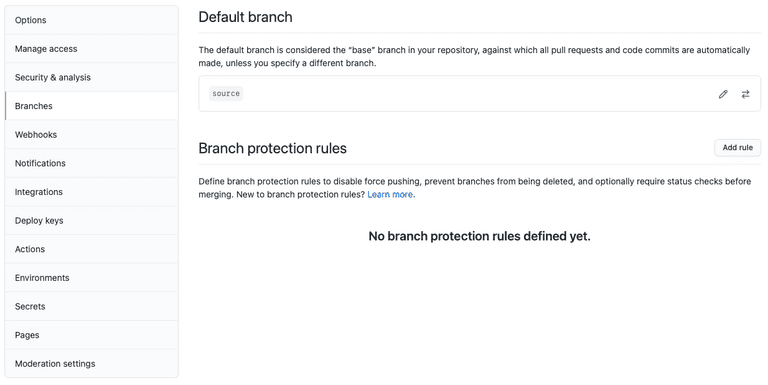 Options
Manage access
Security & analysis
Branches
Webhooks
Notifications
Integrations
Deploy keys
Actions
Environments
Secrets
Pages
Moderation settings
Default branch
The default branch is considered the “base” branch in your repository, against which all pull requests and code commits are automatically
made, unless you specify a different branch.
source
Branch protection rules
Add rule
Define branch protection rules to disable force pushing, prevent branches from being deleted, and optionally require status checks before
merging. New to branch protection rules? Learn more.
No branch protection rules defined yet.